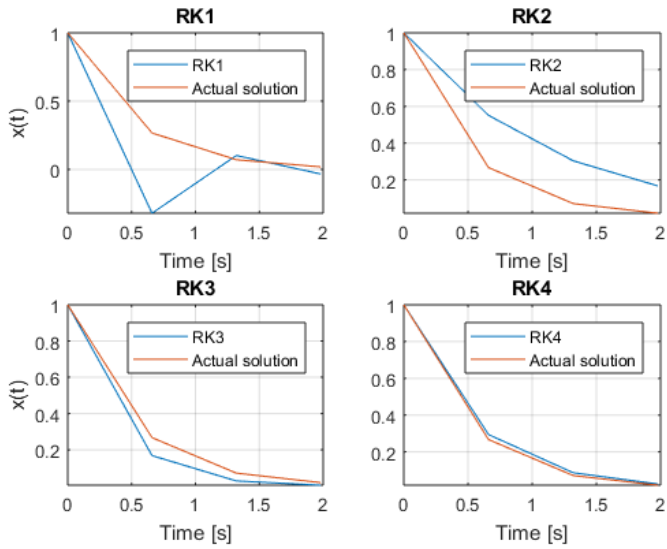 RK1
1
0.5
0
x(t)
RK1
Actual solution
0 0.5 1 1.5 2
Time [s]
RK2
1
0.8
0.6
0.4
0.2
RK2
Actual solution
0 0.5 1 1.5 2
Time [s]
RK3
1
0.8
0.6
0.4
0.2
x(t)
RK3
Actual solution
0 0.5 1 1.5 2
Time [s]
RK4
1
0.8
0.6
0.4
0.2
RK4
Actual solution
0 0.5 1 1.5 2
Time [s]